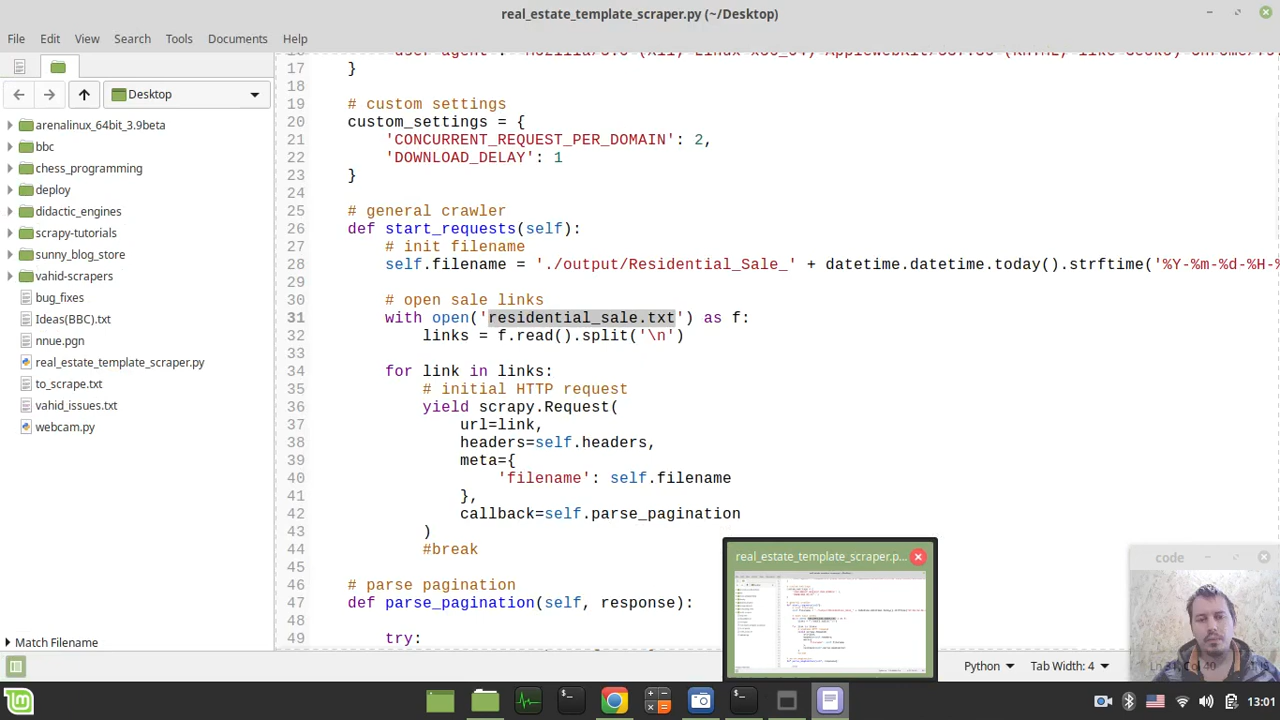 real_estate_template_scraper.py (~/Desktop)
File Edit View Search Tools Documents Help
Desktop
arenalinux_64bit_3.9beta
bbc
chess_programming
deploy
didactic_engines
scrapy-tutorials
sunny_blog_store
vahid-scrapers
bug_fixes
Ideas(BBC).txt
nnue.pgn
real_estate_template_scraper.py
to_scrape.txt
vahid_issues.txt
webcam.py
Match Filename
17 }
18
19 # custom settings
20 custom_settings = {
21 'CONCURRENT_REQUEST_PER_DOMAIN': 2,
22 'DOWNLOAD_DELAY': 1
23 }
24
25 # general crawler
26 def start_requests(self):
27 # init filename
28 self.filename = './output/Residential_Sale_' + datetime.datetime.today().strftime('%Y-%m-%d-%H-%
29
30 # open sale links
31 with open('residential_sale.txt') as f:
32 links = f.read().split('\n')
33
34 for link in links:
35 # initial HTTP request
36 yield scrapy.Request(
37 url=link,
38 headers=self.headers,
39 meta={
40 'filename': self.filename
41 },
42 callback=self.parse_pagination
43 )
44 #break
45
46 # parse pagination
47 def parse_pagination(self, response):
48
49 try:
real_estate_template_scraper.p...
code
Python Tab Width: 4